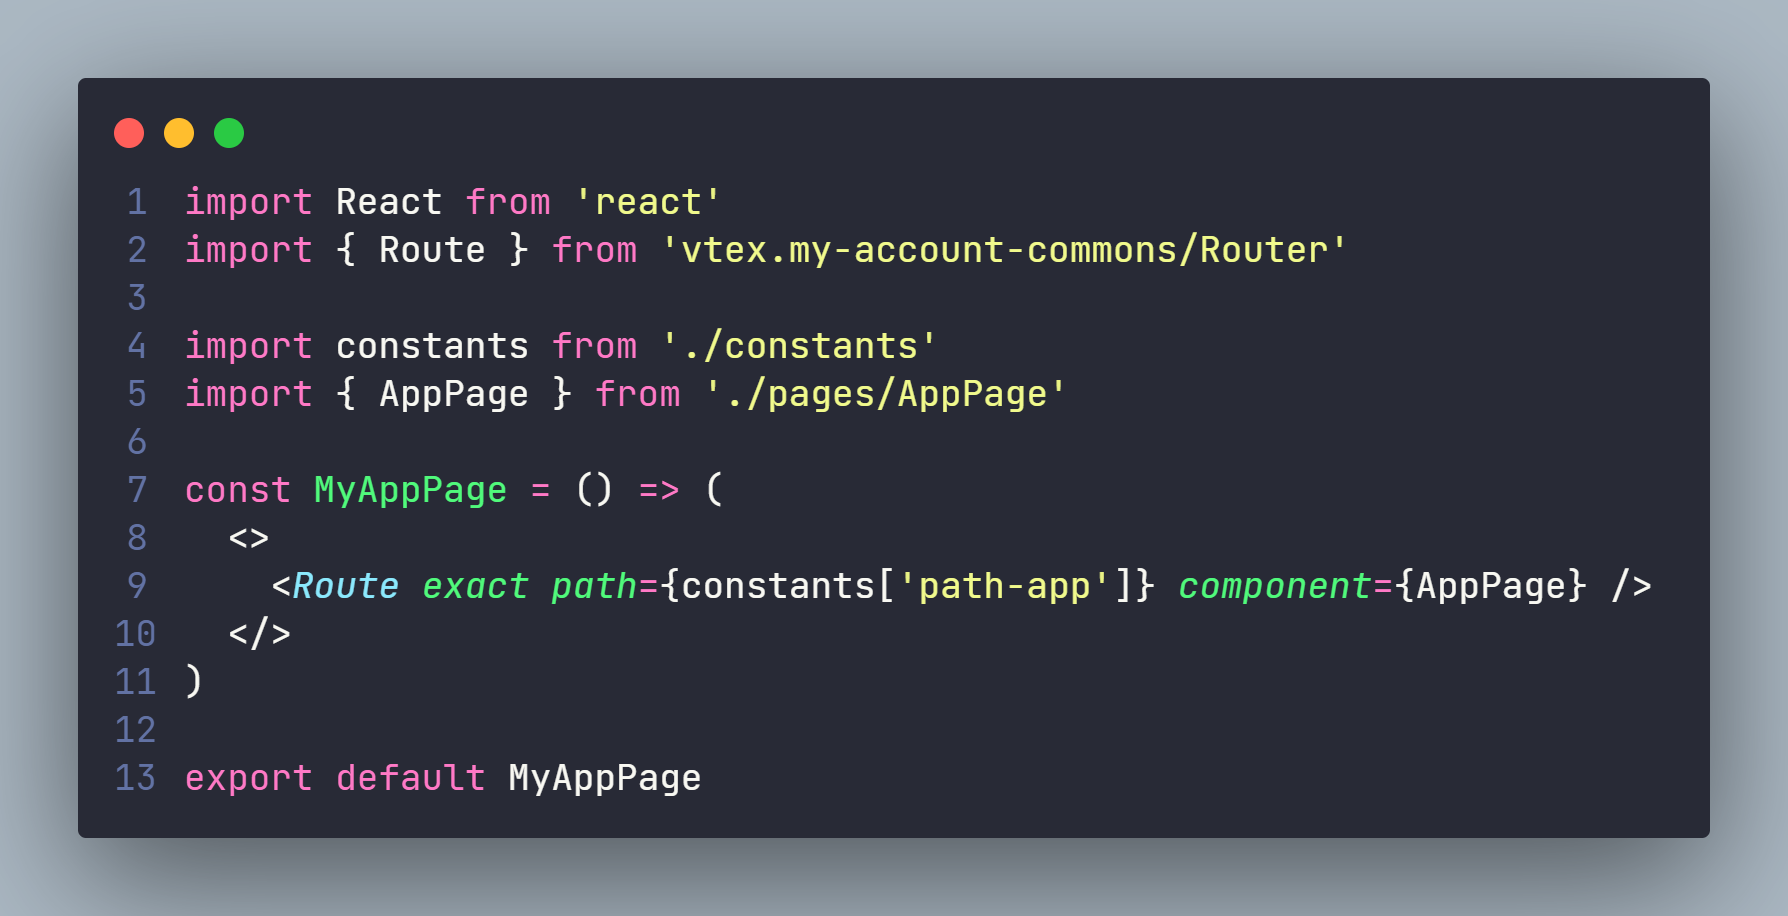 1 import React from 'react'
2 import { Route } from 'vtex.my-account-commons/Router'
3
4 import constants from './constants'
5 import { AppPage } from './pages/AppPage'
6
7 const MyAppPage = () => (
8   <>
9     <Route exact path={constants['path-app']} component={AppPage} />
10   </>
11 )
12
13 export default MyAppPage